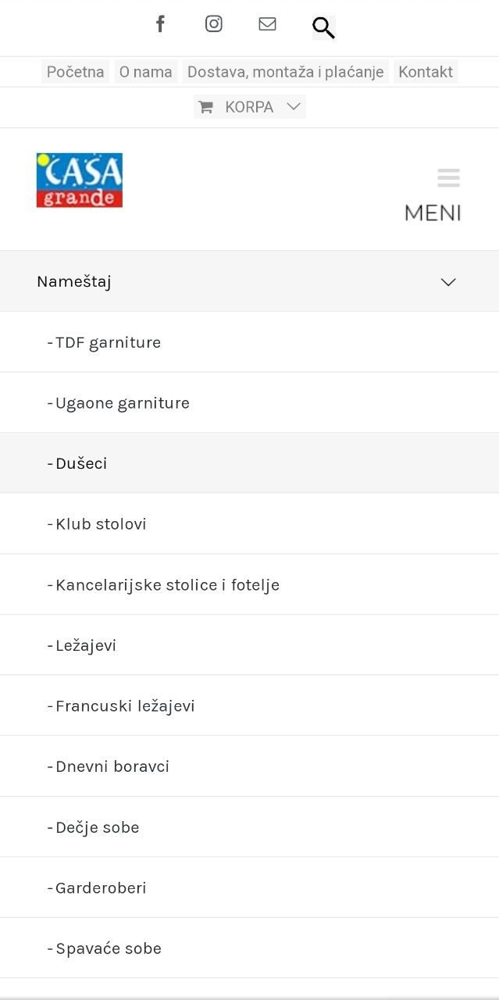 Početna O nama Dostava, montaža i plaćanje Kontakt
KORPA
CASA
grande
MENI
Nameštaj
- TDF garniture
- Ugaone garniture
- Dušeci
- Klub stolovi
- Kancelarijske stolice i fotelje
- Ležajevi
- Francuski ležajevi
- Dnevni boravci
- Dečje sobe
- Garderoberi
- Spavaće sobe